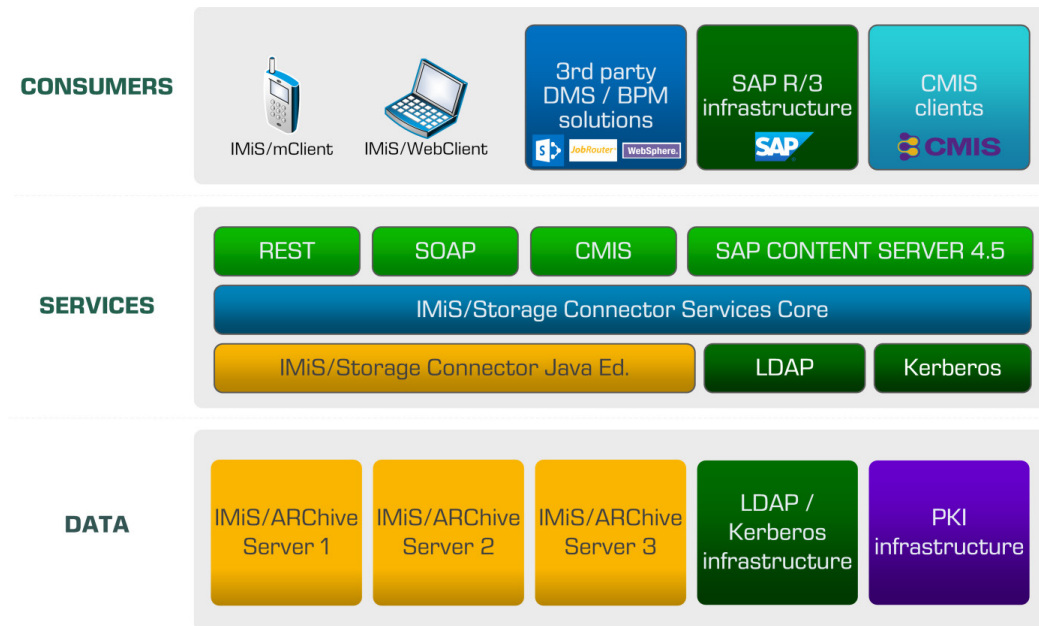 CONSUMERS
IMiS/mClient
IMiS/WebClient
3rd party
DMS / BPM
solutions
S
JobRouter
WebSphere.
SAP R/3
infrastructure
SAP
CMIS
clients
CMIS
SERVICES
REST
SOAP
CMIS
SAP CONTENT SERVER 4.5
IMiS/Storage Connector Services Core
IMiS/Storage Connector Java Ed.
LDAP
Kerberos
DATA
IMiS/ARChive
Server 1
IMiS/ARChive
Server 2
IMiS/ARChive
Server 3
LDAP /
Kerberos
infrastructure
PKI
infrastructure